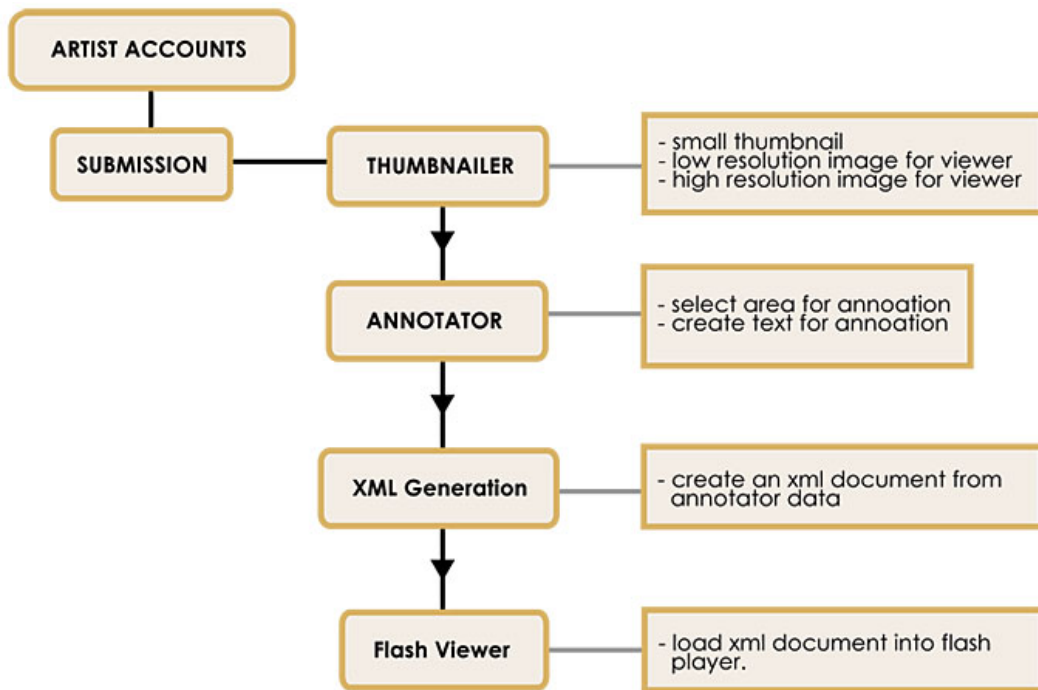 ARTIST ACCOUNTS
SUBMISSION
THUMBNAILER
- small thumbnail
- low resolution image for viewer
- high resolution image for viewer
ANNOTATOR
- select area for annoation
- create text for annoation
XML Generation
- create an xml document from
annotator data
Flash Viewer
- load xml document into flash
player.